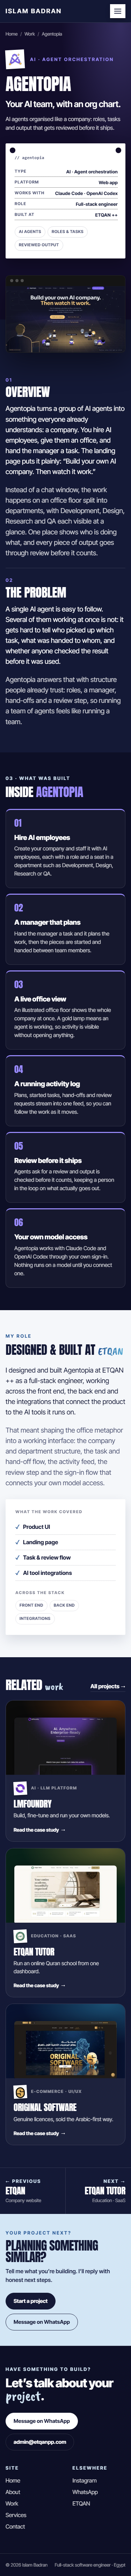 ISLAM BADRAN
Home / Work / Agentopia
AI · AGENT ORCHESTRATION
AGENTOPIA
Your AI team, with an org chart.
AI agents organised like a company: roles, tasks
and output that gets reviewed before it ships.
// agentopia
TYPE AI · Agent orchestration
PLATFORM Web app
WORKS WITH Claude Code · OpenAI Codex
ROLE Full-stack engineer
BUILT AT ETQAN ++
AI AGENTS ROLES & TASKS
REVIEWED OUTPUT
Build your own AI company.
Then watch it work.
01
OVERVIEW
Agentopia turns a group of AI agents into
something everyone already
understands: a company. You hire AI
employees, give them an office, and
hand the manager a task. The landing
page puts it plainly: “Build your own AI
company. Then watch it work.”
Instead of a chat window, the work
happens in a visible organisation, with
departments, with Development, Design,
Research and QA each visible at a
glance. One place shows who is doing
what, and every piece of output goes
through review before it counts.
02
THE PROBLEM
A single AI agent is easy to follow.
Several of them working at once is not: it
gets hard to tell who picked up which
task, what was handed to whom, and
whether anyone checked the result
before it was used.
Agentopia answers that with structure
people already trust: roles, a manager,
hand-offs and a review step, so running
a team of agents feels like running a
team.
03 · WHAT WAS BUILT
INSIDE AGENTOPIA
01
Hire AI employees
Create your company and staff it with AI
employees, each with a role and a seat in a
department such as Development, Design,
Research or QA.
02
A manager that plans
Hand the manager a task and it plans the
work, then the pieces are started and
handed between team members.
03
A live office view
An illustrated office floor shows the whole
company at once. A gold lamp means an
agent is working, so activity is visible
without opening anything.
04
A running activity log
Plans, started tasks, hand-offs and review
requests stream into one feed, so you can
follow the work as it moves.
05
Review before it ships
Agents ask for a review and output is
checked before it counts, keeping a person
in the loop on what actually goes out.
06
Your own model access
Agentopia works with Claude Code and
OpenAI Codex through the visitor's own
login. Nothing runs on a model until you
connect one.
MY ROLE
DESIGNED & BUILT AT ETQAN
I designed and built Agentopia at ETQAN
++ as a full-stack engineer, working
across the front end, the back end and
the integrations that connect the product
to the AI tools it runs on.
That meant shaping the office metaphor
into a working interface: the company
and department structure, the task and
hand-off flow, the activity feed, the
review step and the sign-in flow that
connects your own model access.
WHAT THE WORK COVERED
✓ Product UI
✓ Landing page
✓ Task & review flow
✓ AI tool integrations
ACROSS THE STACK
FRONT END BACK END
INTEGRATIONS
RELATED work
All projects →
AI · LLM PLATFORM
LMFOUNDRY
Build, fine-tune and run your own models.
Read the case study →
EDUCATION · SAAS
ETQAN TUTOR
Run an online Quran school from one
dashboard.
Read the case study →
E-COMMERCE · UI/UX
ORIGINAL SOFTWARE
Genuine licences, sold the Arabic-first way.
Read the case study →
← PREVIOUS
ETQAN
Company website
NEXT →
ETQAN TUTOR
Education · SaaS
YOUR PROJECT NEXT?
PLANNING SOMETHING
SIMILAR?
Tell me what you're building. I'll reply with
honest next steps.
Start a project
Message on WhatsApp
HAVE SOMETHING TO BUILD?
Let's talk about your
project.
Message on WhatsApp
admin@etqanpp.com
SITE
Home
About
Work
Services
Contact
ELSEWHERE
Instagram
WhatsApp
ETQAN
© 2026 Islam Badran
Full-stack software engineer · Egypt